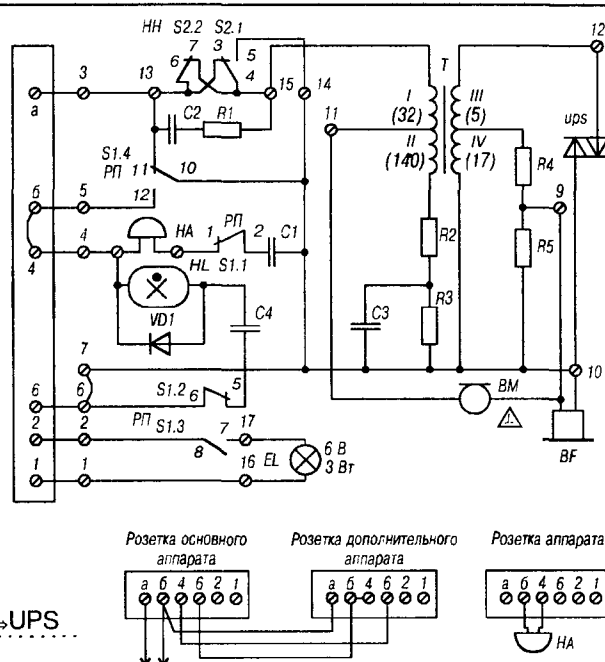 НН S2.2 S2.1
7 3 5
6 4
a 3 13 15 14
C2 R1
S1.4
РП 11 10
б 5 12
4 4 НА 1 РП 2 C1
HL S1.1
VD1
C4
7
6 6 S1.2 6 5
2 2 РП S1.3 7 17
8
1 1 16 EL 6 В
3 Вт
12
T
I III
(32) (5)
11
II IV
(140) (17)
ups
R4
9
R2 R5
C3 R3
10
BM
BF
Розетка основного аппарата
а б 4 6 2 1
Розетка дополнительного аппарата
а б 4 6 2 1
Розетка аппарата
а б 4 6 2 1
НА
⇒UPS